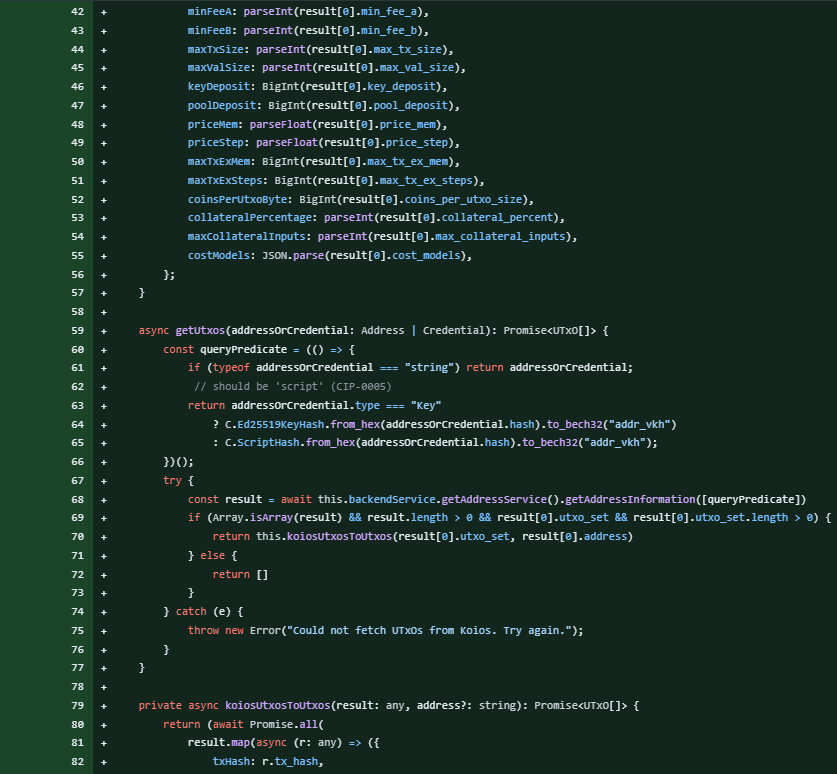 42 + minFeeA: parseInt(result[0].min_fee_a),
43 + minFeeB: parseInt(result[0].min_fee_b),
44 + maxTxSize: parseInt(result[0].max_tx_size),
45 + maxValSize: parseInt(result[0].max_val_size),
46 + keyDeposit: BigInt(result[0].key_deposit),
47 + poolDeposit: BigInt(result[0].pool_deposit),
48 + priceMem: parseFloat(result[0].price_mem),
49 + priceStep: parseFloat(result[0].price_step),
50 + maxTxExMem: BigInt(result[0].max_tx_ex_mem),
51 + maxTxExSteps: BigInt(result[0].max_tx_ex_steps),
52 + coinsPerUtxoByte: BigInt(result[0].coins_per_utxo_size),
53 + collateralPercentage: parseInt(result[0].collateral_percent),
54 + maxCollateralInputs: parseInt(result[0].max_collateral_inputs),
55 + costModels: JSON.parse(result[0].cost_models),
56 + };
57 + }
58 +
59 + async getUtxos(addressOrCredential: Address | Credential): Promise<UTxO[]> {
60 + const queryPredicate = (() => {
61 + if (typeof addressOrCredential === "string") return addressOrCredential;
62 + // should be 'script' (CIP-0005)
63 + return addressOrCredential.type === "Key"
64 + ? C.Ed25519KeyHash.from_hex(addressOrCredential.hash).to_bech32("addr_vkh")
65 + : C.ScriptHash.from_hex(addressOrCredential.hash).to_bech32("addr_vkh");
66 + })();
67 + try {
68 + const result = await this.backendService.getAddressService().getAddressInformation([queryPredicate])
69 + if (Array.isArray(result) && result.length > 0 && result[0].utxo_set && result[0].utxo_set.length > 0) {
70 + return this.koiosUtxosToUtxos(result[0].utxo_set, result[0].address)
71 + } else {
72 + return []
73 + }
74 + } catch (e) {
75 + throw new Error("Could not fetch UTxOs from Koios. Try again.");
76 + }
77 + }
78 +
79 + private async koiosUtxosToUtxos(result: any, address?: string): Promise<UTxO[]> {
80 + return (await Promise.all(
81 + result.map(async (r: any) => ({
82 + txHash: r.tx_hash,